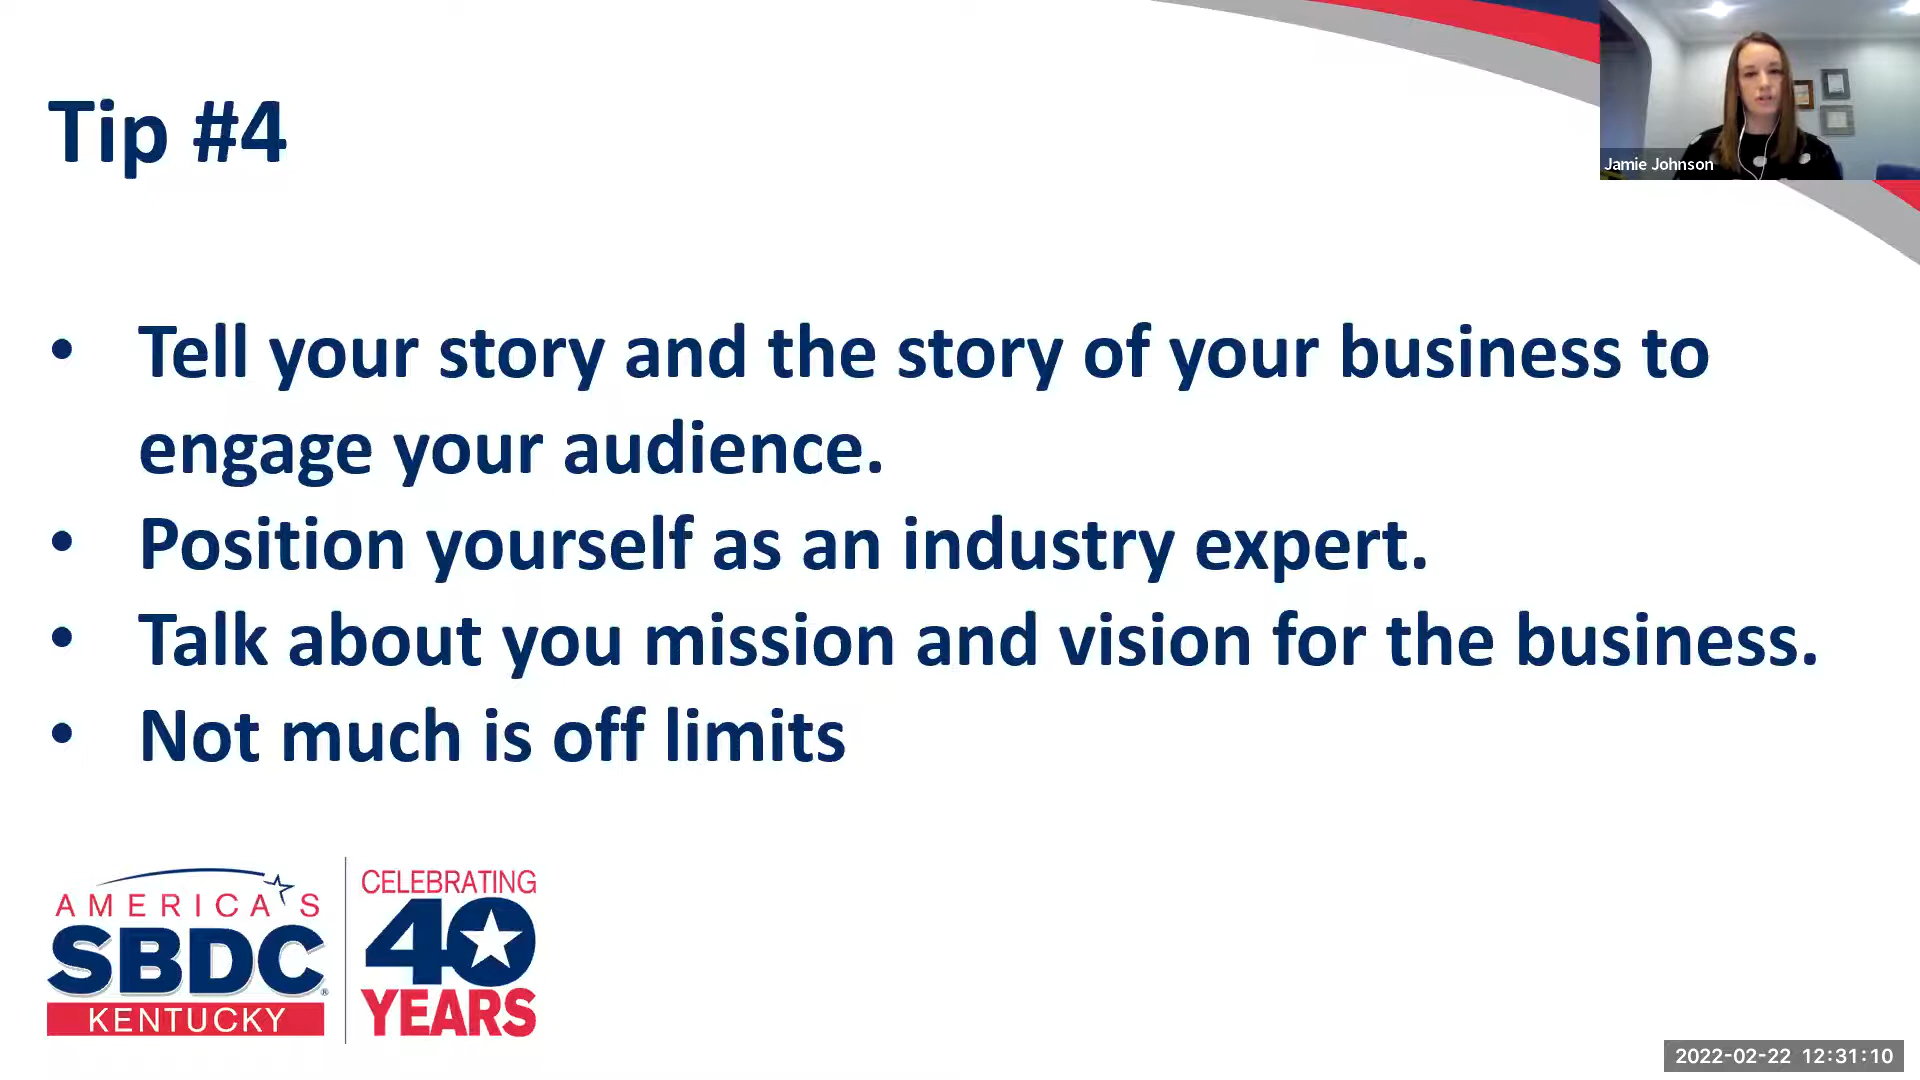 Tip #4
Jamie Johnson
• Tell your story and the story of your business to
engage your audience.
• Position yourself as an industry expert.
• Talk about you mission and vision for the business.
• Not much is off limits
AMERICA'S
SBDC®
KENTUCKY
CELEBRATING
40
YEARS
2022-02-22 12:31:10